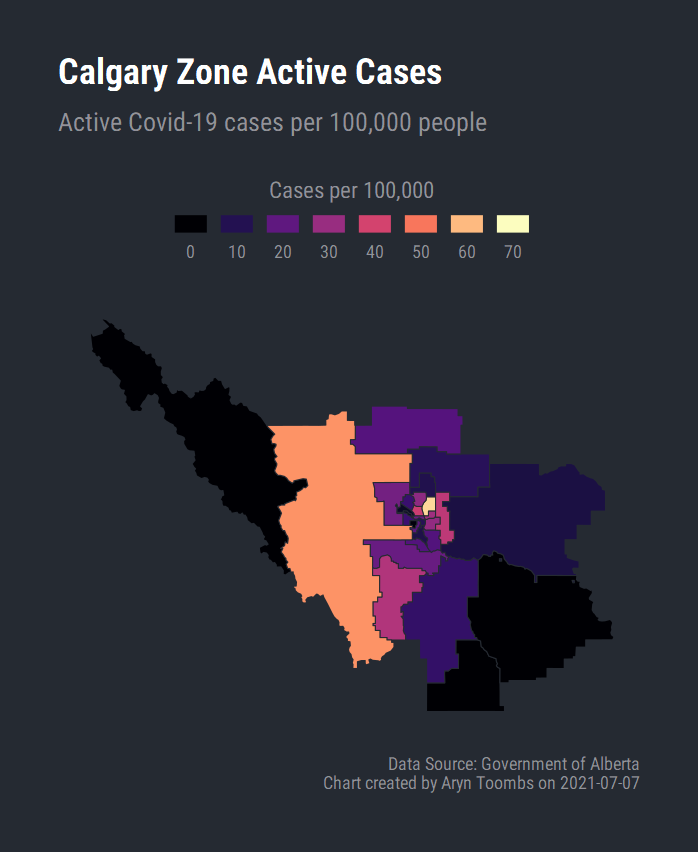 Calgary Zone Active Cases
Active Covid-19 cases per 100,000 people
Cases per 100,000
0 10 20 30 40 50 60 70
Data Source: Government of Alberta
Chart created by Aryn Toombs on 2021-07-07